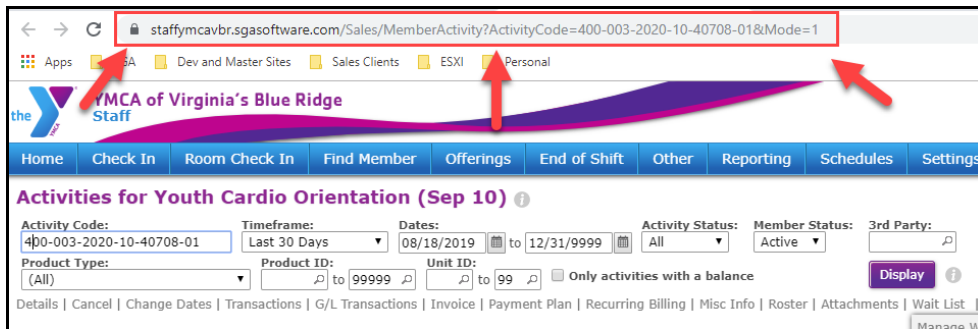 staffymcavbr.sgasoftware.com/Sales/MemberActivity?ActivityCode=400-003-2020-10-40708-01&Mode=1
Apps Dev and Master Sites Sales Clients ESXI Personal
the YMCA of Virginia's Blue Ridge
YMCA Staff
Home Check In Room Check In Find Member Offerings End of Shift Other Reporting Schedules Settings
Activities for Youth Cardio Orientation (Sep 10)
Activity Code: Timeframe: Dates: Activity Status: Member Status: 3rd Party:
400-003-2020-10-40708-01 Last 30 Days 08/18/2019 to 12/31/9999 All Active
Product Type: Product ID: Unit ID:
(All) to 99999 to 99 Only activities with a balance Display
Details | Cancel | Change Dates | Transactions | G/L Transactions | Invoice | Payment Plan | Recurring Billing | Misc Info | Roster | Attachments | Wait List |
Manage